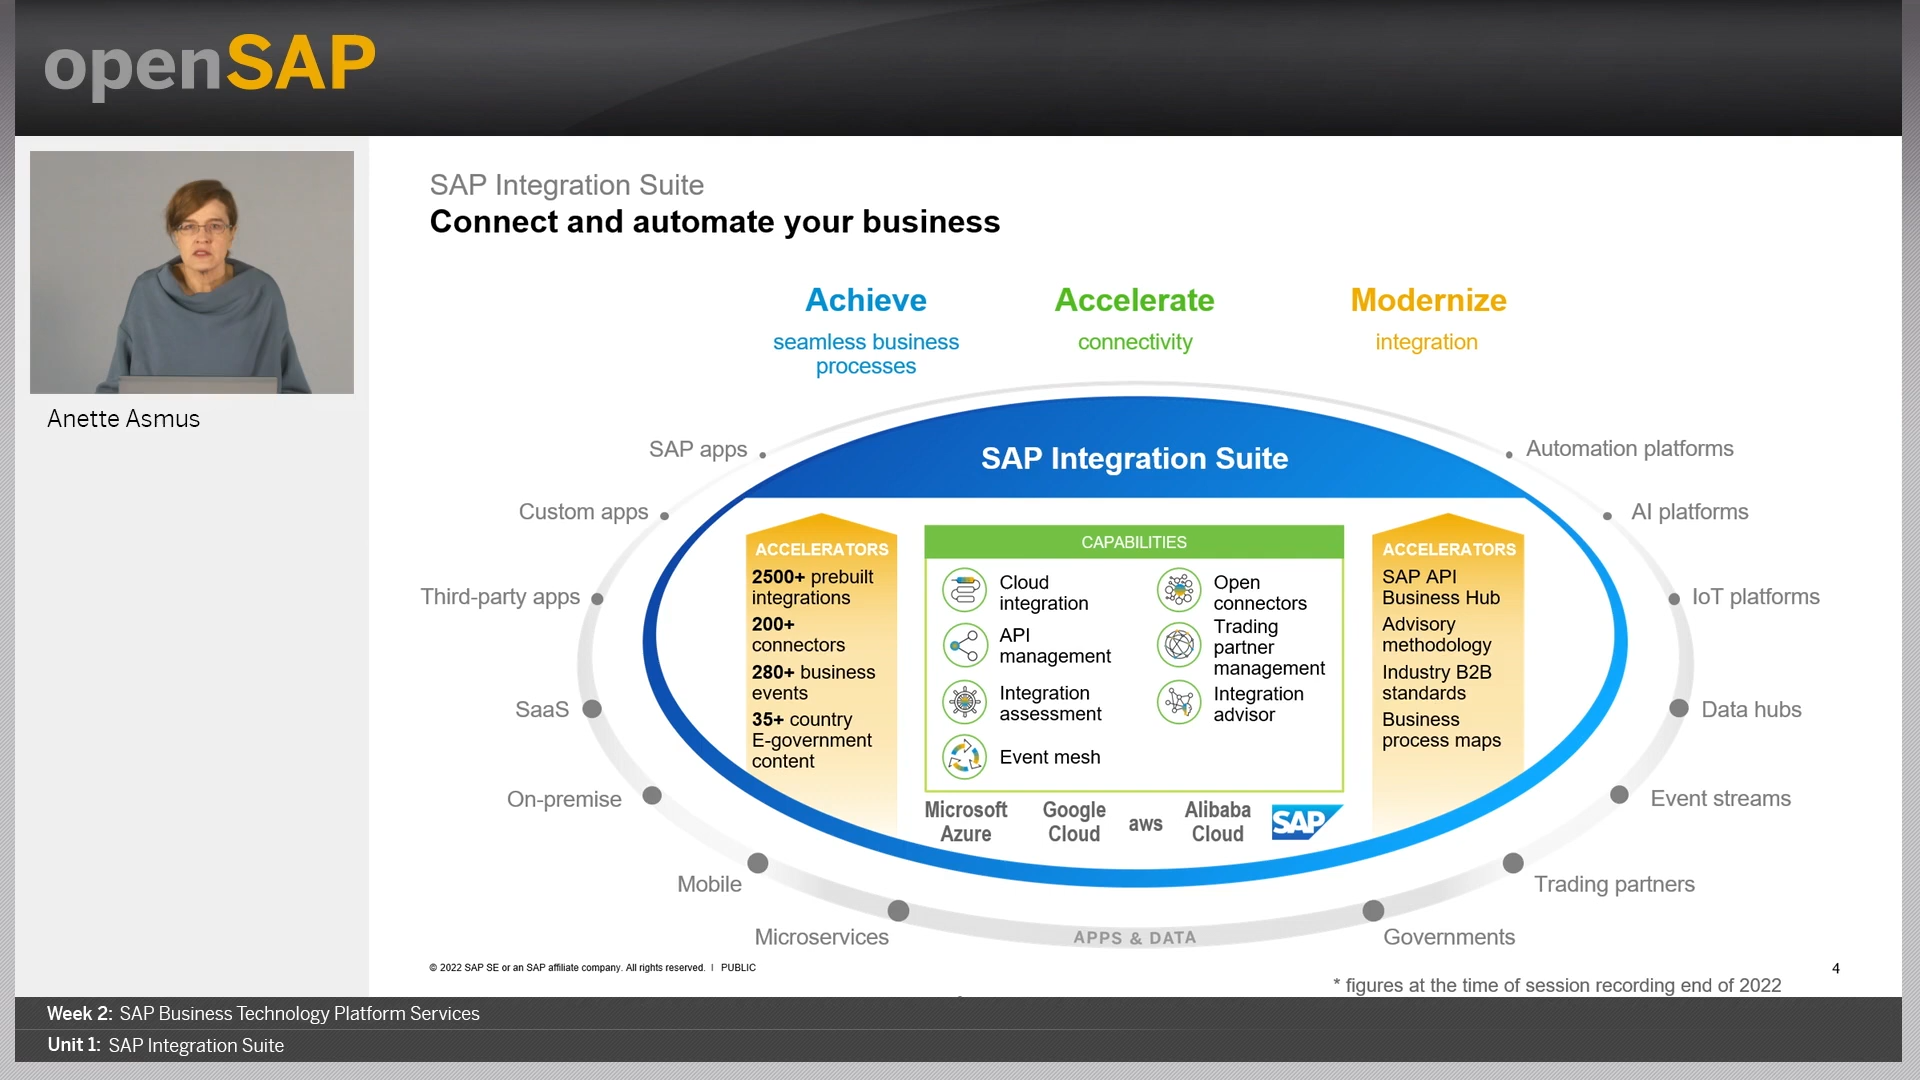 openSAP
Anette Asmus
SAP Integration Suite
Connect and automate your business
Achieve
seamless business
processes
Accelerate
connectivity
Modernize
integration
SAP Integration Suite
SAP apps
Custom apps
Third-party apps
SaaS
On-premise
Mobile
Microservices
ACCELERATORS
2500+ prebuilt
integrations
200+
connectors
280+ business
events
35+ country
E-government
content
CAPABILITIES
Cloud
integration
API
management
Integration
assessment
Event mesh
Open
connectors
Trading
partner
management
Integration
advisor
Microsoft
Azure
Google
Cloud
aws
Alibaba
Cloud
SAP
ACCELERATORS
SAP API
Business Hub
Advisory
methodology
Industry B2B
standards
Business
process maps
Automation platforms
AI platforms
IoT platforms
Data hubs
Event streams
Trading partners
Governments
APPS & DATA
© 2022 SAP SE or an SAP affiliate company. All rights reserved. I PUBLIC
4
* figures at the time of session recording end of 2022
Week 2: SAP Business Technology Platform Services
Unit 1: SAP Integration Suite